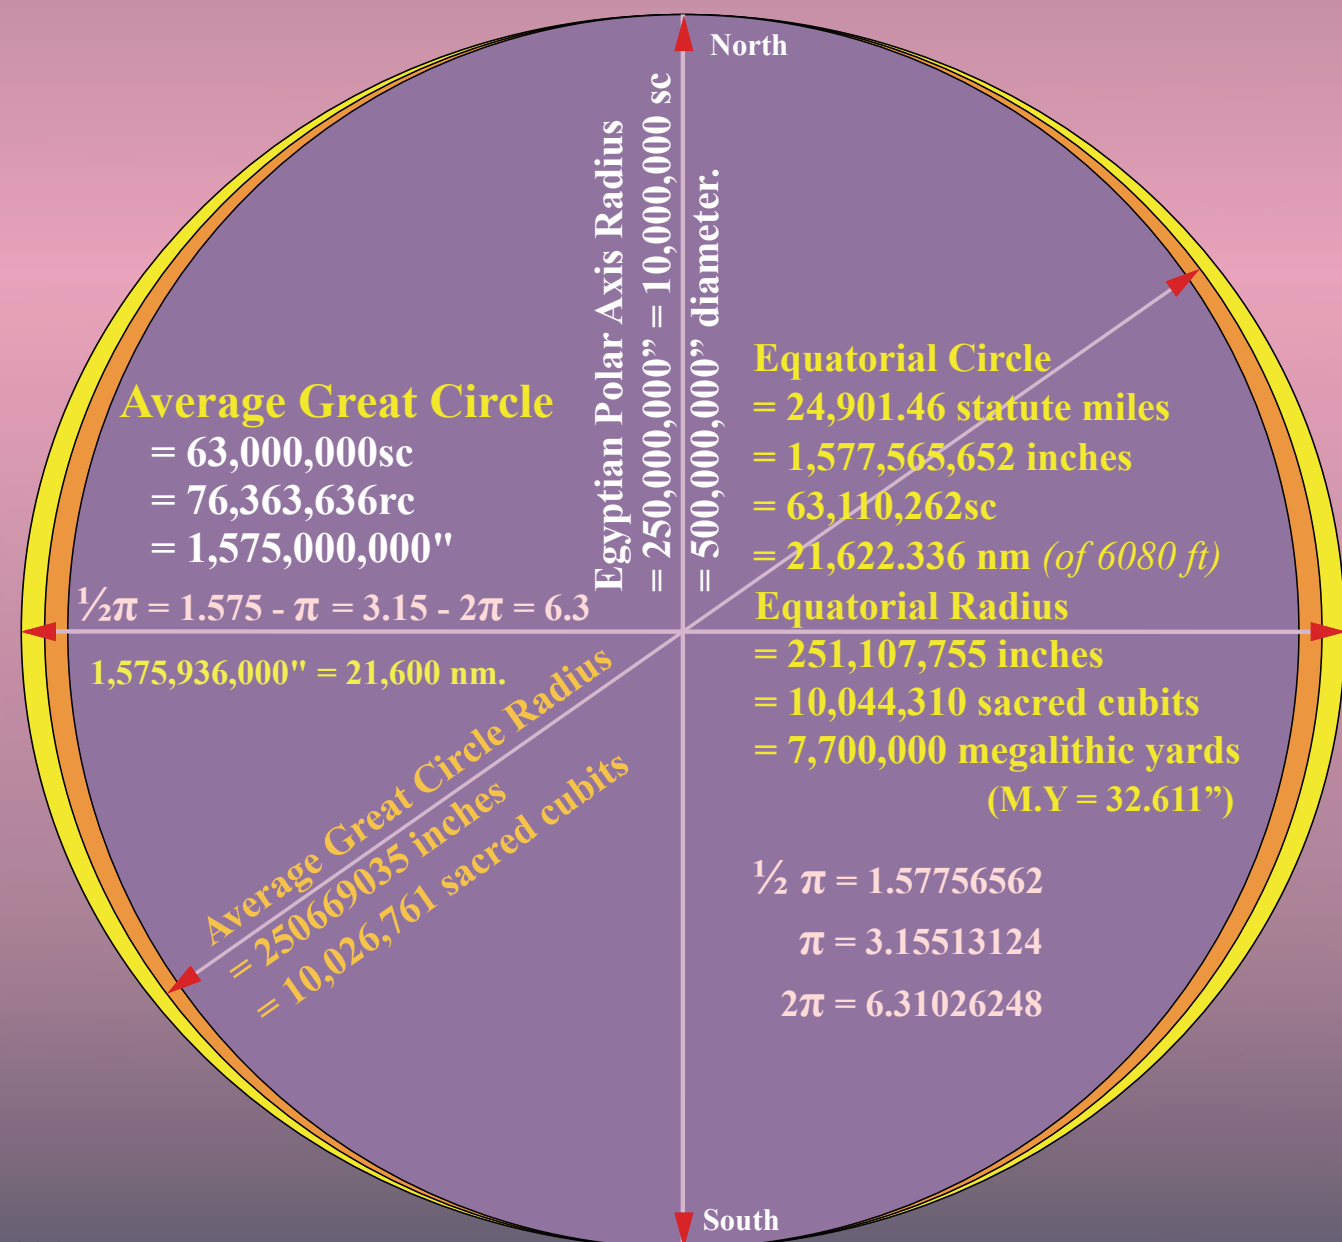 North
Egyptian Polar Axis Radius
= 250,000,000” = 10,000,000 sc
= 500,000,000” diameter.
Average Great Circle
= 63,000,000sc
= 76,363,636rc
= 1,575,000,000"
½π = 1.575 - π = 3.15 - 2π = 6.3
1,575,936,000" = 21,600 nm.
Equatorial Circle
= 24,901.46 statute miles
= 1,577,565,652 inches
= 63,110,262sc
= 21,622.336 nm (of 6080 ft)
Equatorial Radius
= 251,107,755 inches
= 10,044,310 sacred cubits
= 7,700,000 megalithic yards
(M.Y = 32.611”)
Average Great Circle Radius
= 250669035 inches
= 10,026,761 sacred cubits
½ π = 1.57756562
π = 3.15513124
2π = 6.31026248
South